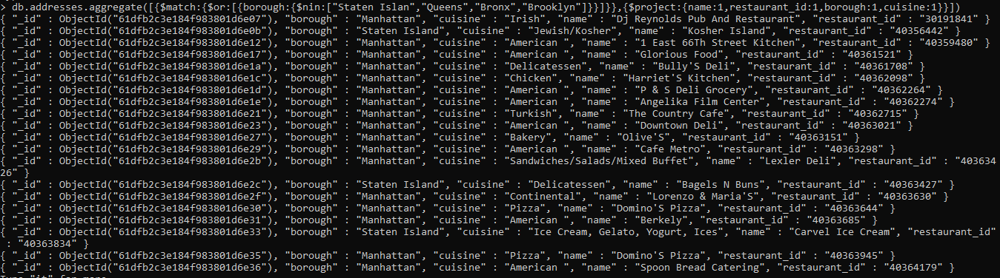 > db.addresses.aggregate([{$match:{$or:[{borough:{$nin:["Staten Islan","Queens","Bronx","Brooklyn"]}}]}},{$project:{name:1,restaurant_id:1,borough:1,cuisine:1}}])
{ "_id" : ObjectId("61dfb2c3e184f983801d6e07"), "borough" : "Manhattan", "cuisine" : "Irish", "name" : "Dj Reynolds Pub And Restaurant", "restaurant_id" : "30191841" }
{ "_id" : ObjectId("61dfb2c3e184f983801d6e0b"), "borough" : "Staten Island", "cuisine" : "Jewish/Kosher", "name" : "Kosher Island", "restaurant_id" : "40356442" }
{ "_id" : ObjectId("61dfb2c3e184f983801d6e12"), "borough" : "Manhattan", "cuisine" : "American ", "name" : "1 East 66Th Street Kitchen", "restaurant_id" : "40359480" }
{ "_id" : ObjectId("61dfb2c3e184f983801d6e17"), "borough" : "Manhattan", "cuisine" : "American ", "name" : "Glorious Food", "restaurant_id" : "40361521" }
{ "_id" : ObjectId("61dfb2c3e184f983801d6e1a"), "borough" : "Manhattan", "cuisine" : "Delicatessen", "name" : "Bully'S Deli", "restaurant_id" : "40361708" }
{ "_id" : ObjectId("61dfb2c3e184f983801d6e1c"), "borough" : "Manhattan", "cuisine" : "Chicken", "name" : "Harriet'S Kitchen", "restaurant_id" : "40362098" }
{ "_id" : ObjectId("61dfb2c3e184f983801d6e1d"), "borough" : "Manhattan", "cuisine" : "American ", "name" : "P & S Deli Grocery", "restaurant_id" : "40362264" }
{ "_id" : ObjectId("61dfb2c3e184f983801d6e1e"), "borough" : "Manhattan", "cuisine" : "American ", "name" : "Angelika Film Center", "restaurant_id" : "40362274" }
{ "_id" : ObjectId("61dfb2c3e184f983801d6e21"), "borough" : "Manhattan", "cuisine" : "Turkish", "name" : "The Country Cafe", "restaurant_id" : "40362715" }
{ "_id" : ObjectId("61dfb2c3e184f983801d6e23"), "borough" : "Manhattan", "cuisine" : "American ", "name" : "Downtown Deli", "restaurant_id" : "40363021" }
{ "_id" : ObjectId("61dfb2c3e184f983801d6e27"), "borough" : "Manhattan", "cuisine" : "Bakery", "name" : "Olive'S", "restaurant_id" : "40363151" }
{ "_id" : ObjectId("61dfb2c3e184f983801d6e29"), "borough" : "Manhattan", "cuisine" : "American ", "name" : "Cafe Metro", "restaurant_id" : "40363298" }
{ "_id" : ObjectId("61dfb2c3e184f983801d6e2b"), "borough" : "Manhattan", "cuisine" : "Sandwiches/Salads/Mixed Buffet", "name" : "Lexler Deli", "restaurant_id" : "403634
26" }
{ "_id" : ObjectId("61dfb2c3e184f983801d6e2c"), "borough" : "Staten Island", "cuisine" : "Delicatessen", "name" : "Bagels N Buns", "restaurant_id" : "40363427" }
{ "_id" : ObjectId("61dfb2c3e184f983801d6e2f"), "borough" : "Manhattan", "cuisine" : "Continental", "name" : "Lorenzo & Maria'S", "restaurant_id" : "40363630" }
{ "_id" : ObjectId("61dfb2c3e184f983801d6e30"), "borough" : "Manhattan", "cuisine" : "Pizza", "name" : "Domino'S Pizza", "restaurant_id" : "40363644" }
{ "_id" : ObjectId("61dfb2c3e184f983801d6e31"), "borough" : "Manhattan", "cuisine" : "American ", "name" : "Berkely", "restaurant_id" : "40363685" }
{ "_id" : ObjectId("61dfb2c3e184f983801d6e33"), "borough" : "Staten Island", "cuisine" : "Ice Cream, Gelato, Yogurt, Ices", "name" : "Carvel Ice Cream", "restaurant_id"
: "40363834" }
{ "_id" : ObjectId("61dfb2c3e184f983801d6e35"), "borough" : "Manhattan", "cuisine" : "Pizza", "name" : "Domino'S Pizza", "restaurant_id" : "40363945" }
{ "_id" : ObjectId("61dfb2c3e184f983801d6e36"), "borough" : "Manhattan", "cuisine" : "American ", "name" : "Spoon Bread Catering", "restaurant_id" : "40364179" }